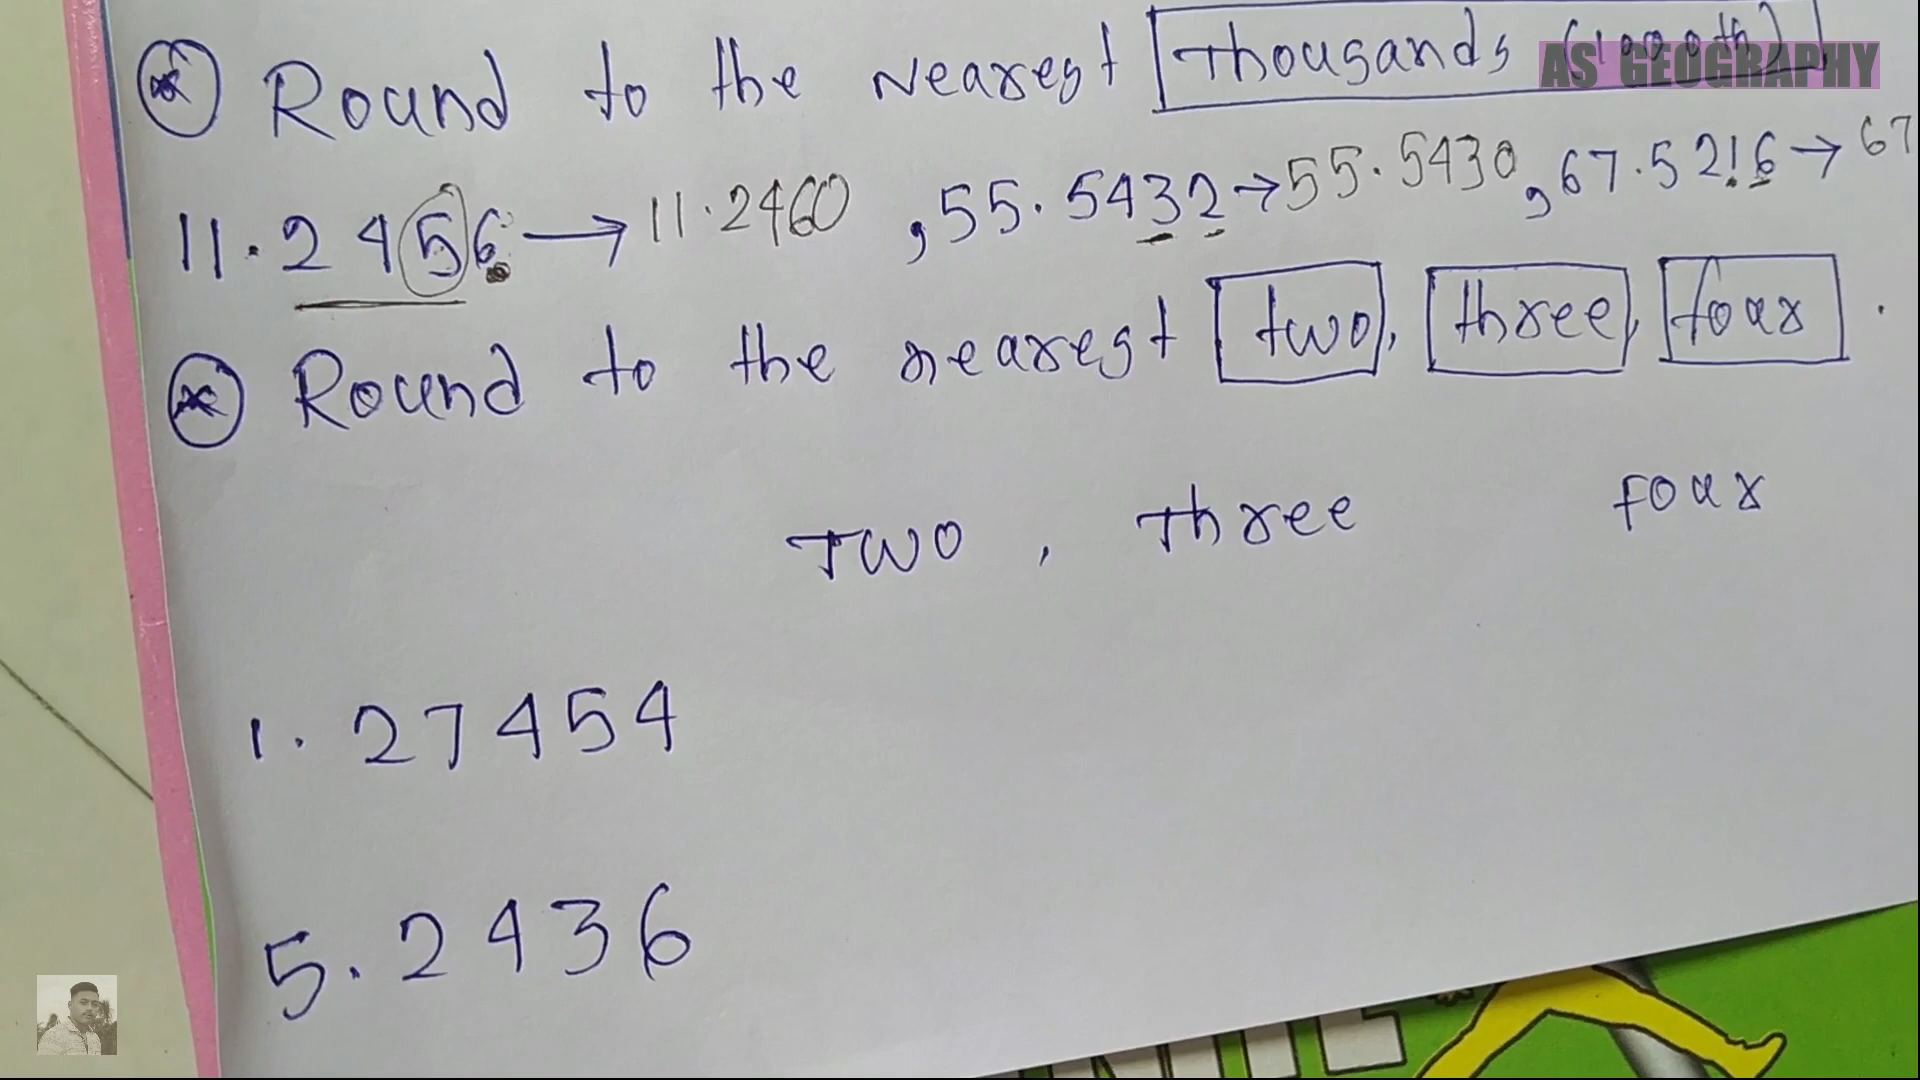 Round to the Nearest Thousands (1000th)
AS GEOGRAPHY
11.2456 → 11.2460, 55.5432 → 55.5430, 67.5216 → 67
Round to the nearest two, three, four.
Two, Three Four
1.27454
5.2436